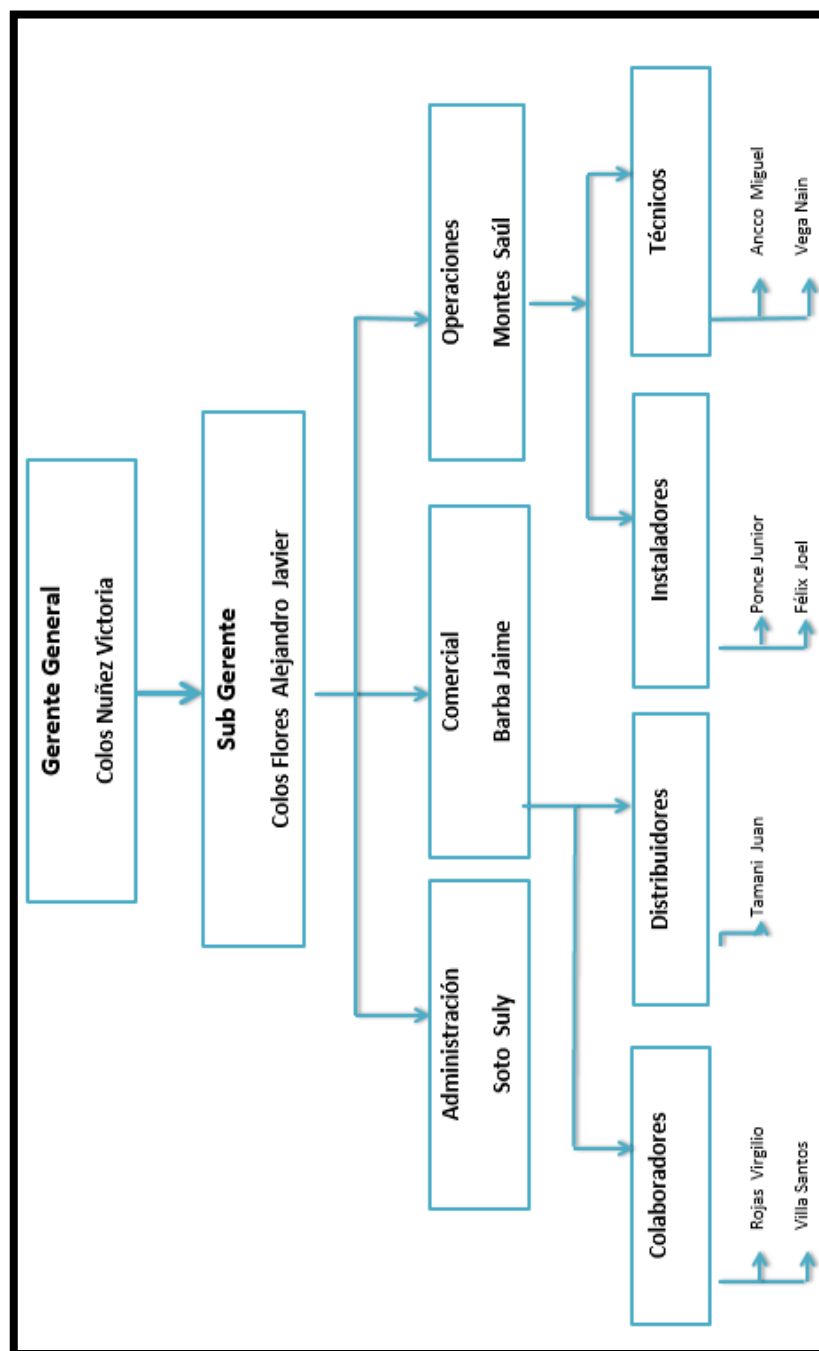 Gerente General
Colos Nuñez Victoria
Sub Gerente
Colos Flores Alejandro Javier
Administración
Soto Suly
Comercial
Barba Jaime
Operaciones
Montes Saúl
Colaboradores
Rojas Virgilio
Villa Santos
Distribuidores
Tamani Juan
Instaladores
Ponce Junior
Félix Joel
Técnicos
Ancco Miguel
Vega Nain